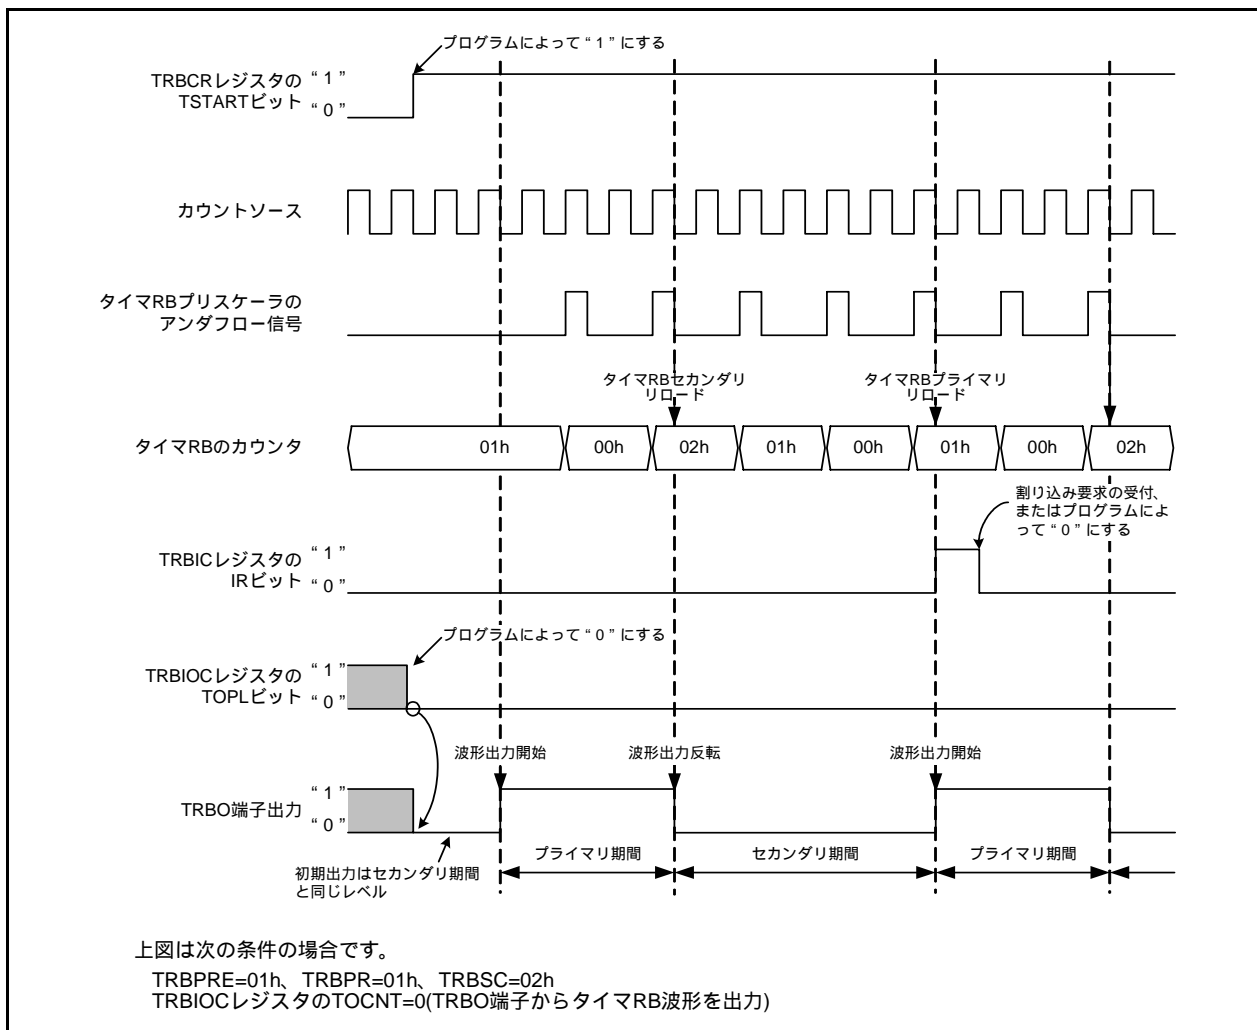 プログラムによって“1”にする
TRBCRレジスタの
TSTARTビット
“1”
“0”
カウントソース
タイマRBプリスケーラの
アンダフロー信号
タイマRBセカンダリ
リロード
タイマRBプライマリ
リロード
タイマRBのカウンタ
01h 00h 02h 01h 00h 01h 00h 02h
割り込み要求の受付、
またはプログラムによ
って“0”にする
TRBICレジスタの
IRビット
“1”
“0”
プログラムによって“0”にする
TRBIOCレジスタの
TOPLビット
“1”
“0”
波形出力開始 波形出力反転 波形出力開始
TRBO端子出力
“1”
“0”
プライマリ期間 セカンダリ期間 プライマリ期間
初期出力はセカンダリ期間
と同じレベル
上図は次の条件の場合です。
TRBPRE=01h、TRBPR=01h、TRBSC=02h
TRBIOCレジスタのTOCNT=0(TRBO端子からタイマRB波形を出力)